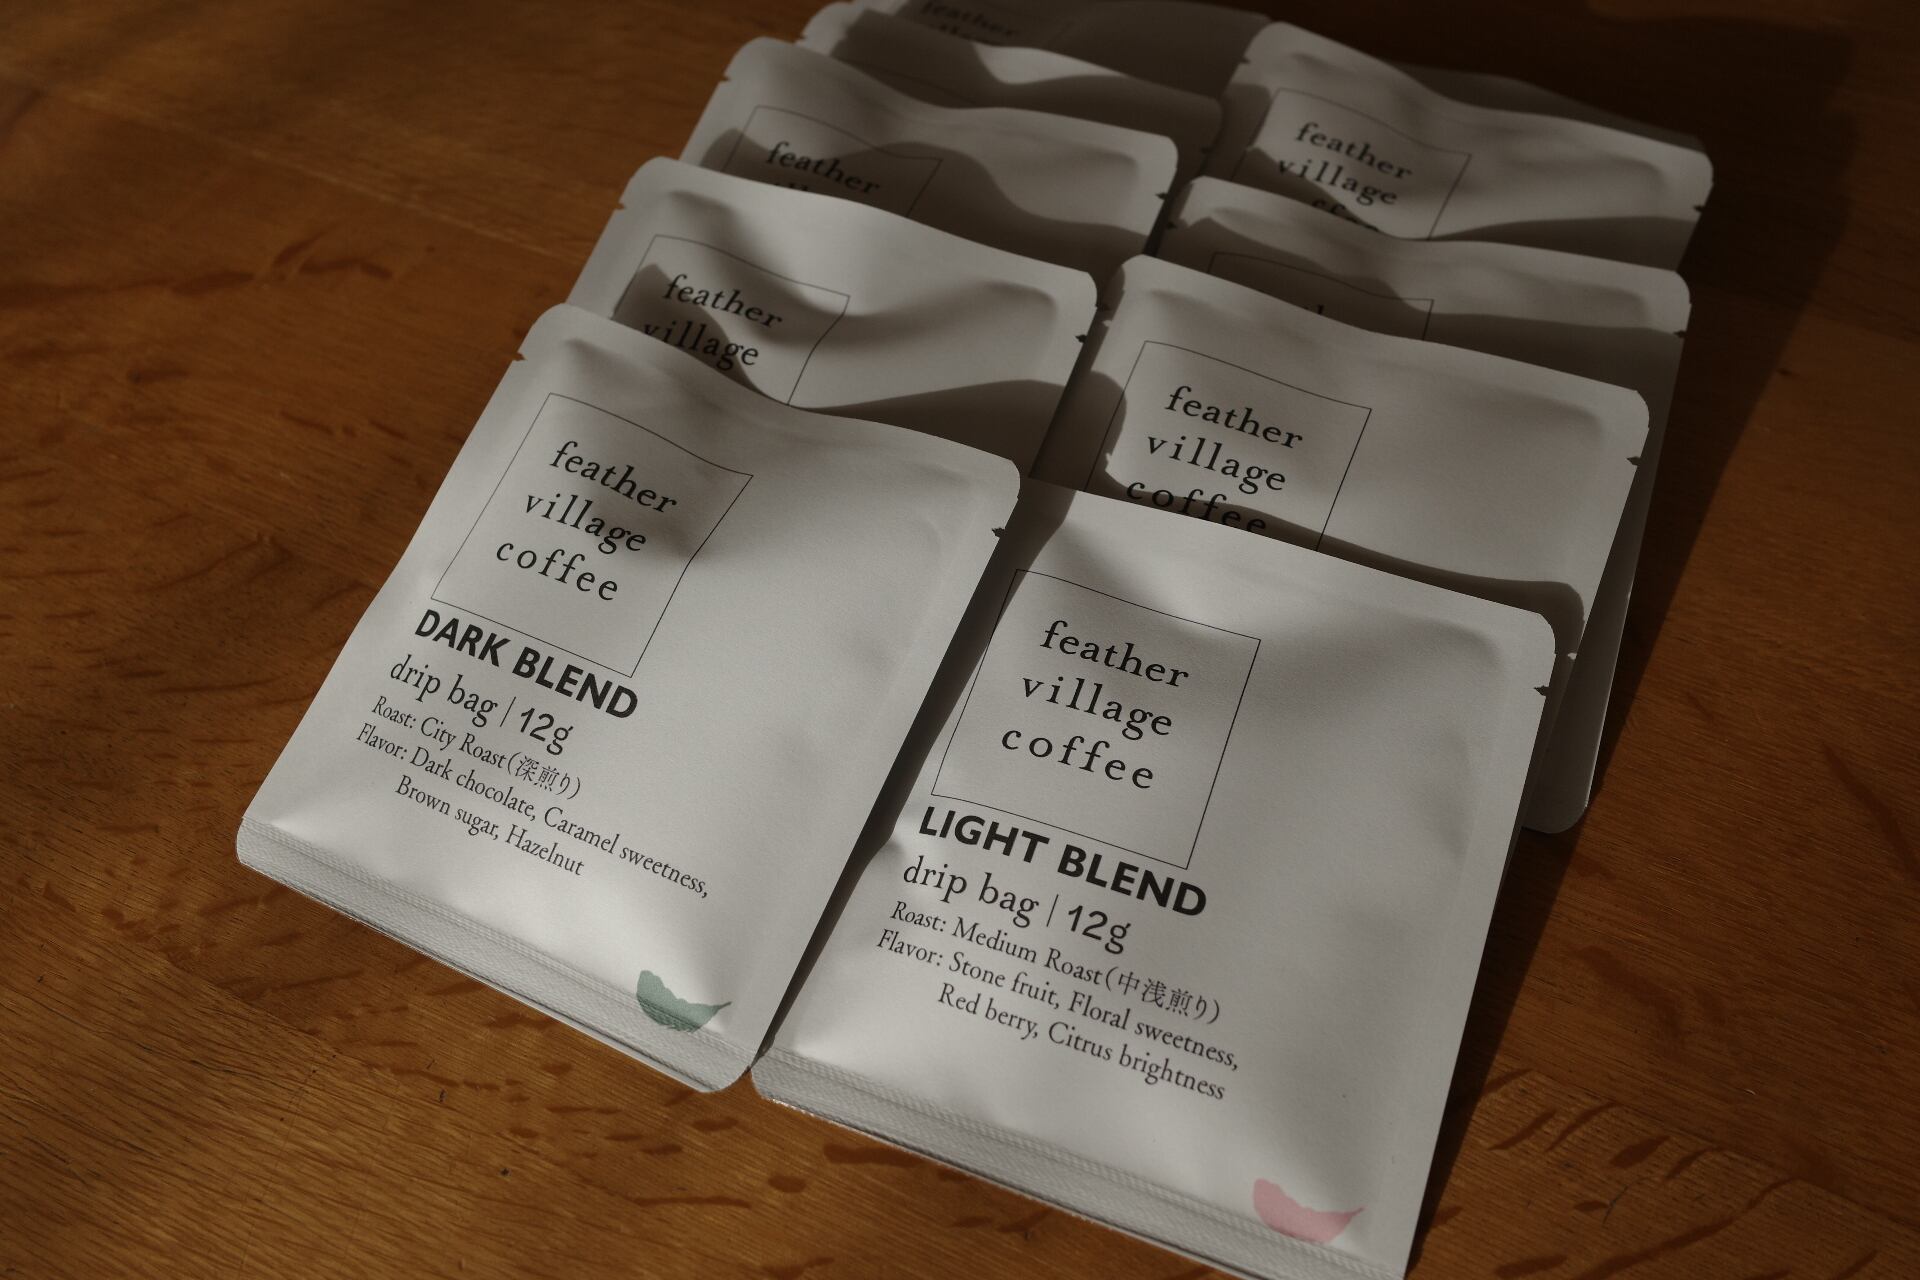 feather
feather
feather
village
feather
village
feather
village
coffee
feather
village
coffee
DARK BLEND
drip bag | 12g
Roast: City Roast(深煎り)
Flavor: Dark chocolate, Caramel sweetness,
Brown sugar, Hazelnut
feather
village
coffee
LIGHT BLEND
drip bag | 12g
Roast: Medium Roast(中浅煎り)
Flavor: Stone fruit, Floral sweetness,
Red berry, Citrus brightness